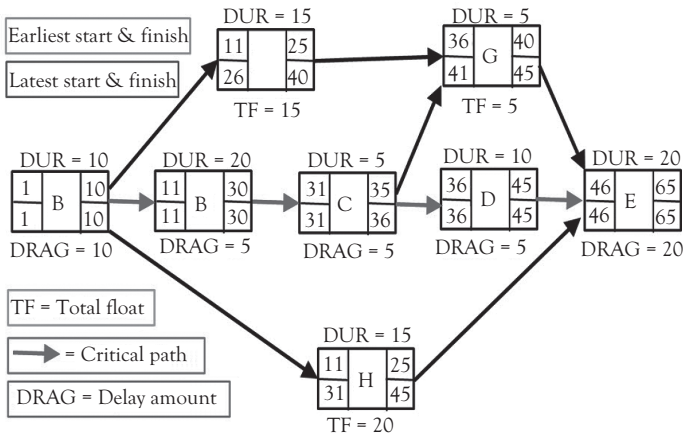 Earliest start & finish
Latest start & finish
DUR = 15
11 25
26 40
TF = 15
DUR = 5
36 G 40
41 45
TF = 5
DUR = 10
1 B 10
1 10
DRAG = 10
DUR = 20
11 B 30
11 30
DRAG = 5
DUR = 5
31 C 35
31 36
DRAG = 5
DUR = 10
36 D 45
36 45
DRAG = 5
DUR = 20
46 E 65
46 65
DRAG = 20
TF = Total float
= Critical path
DRAG = Delay amount
DUR = 15
11 H 25
31 45
TF = 20